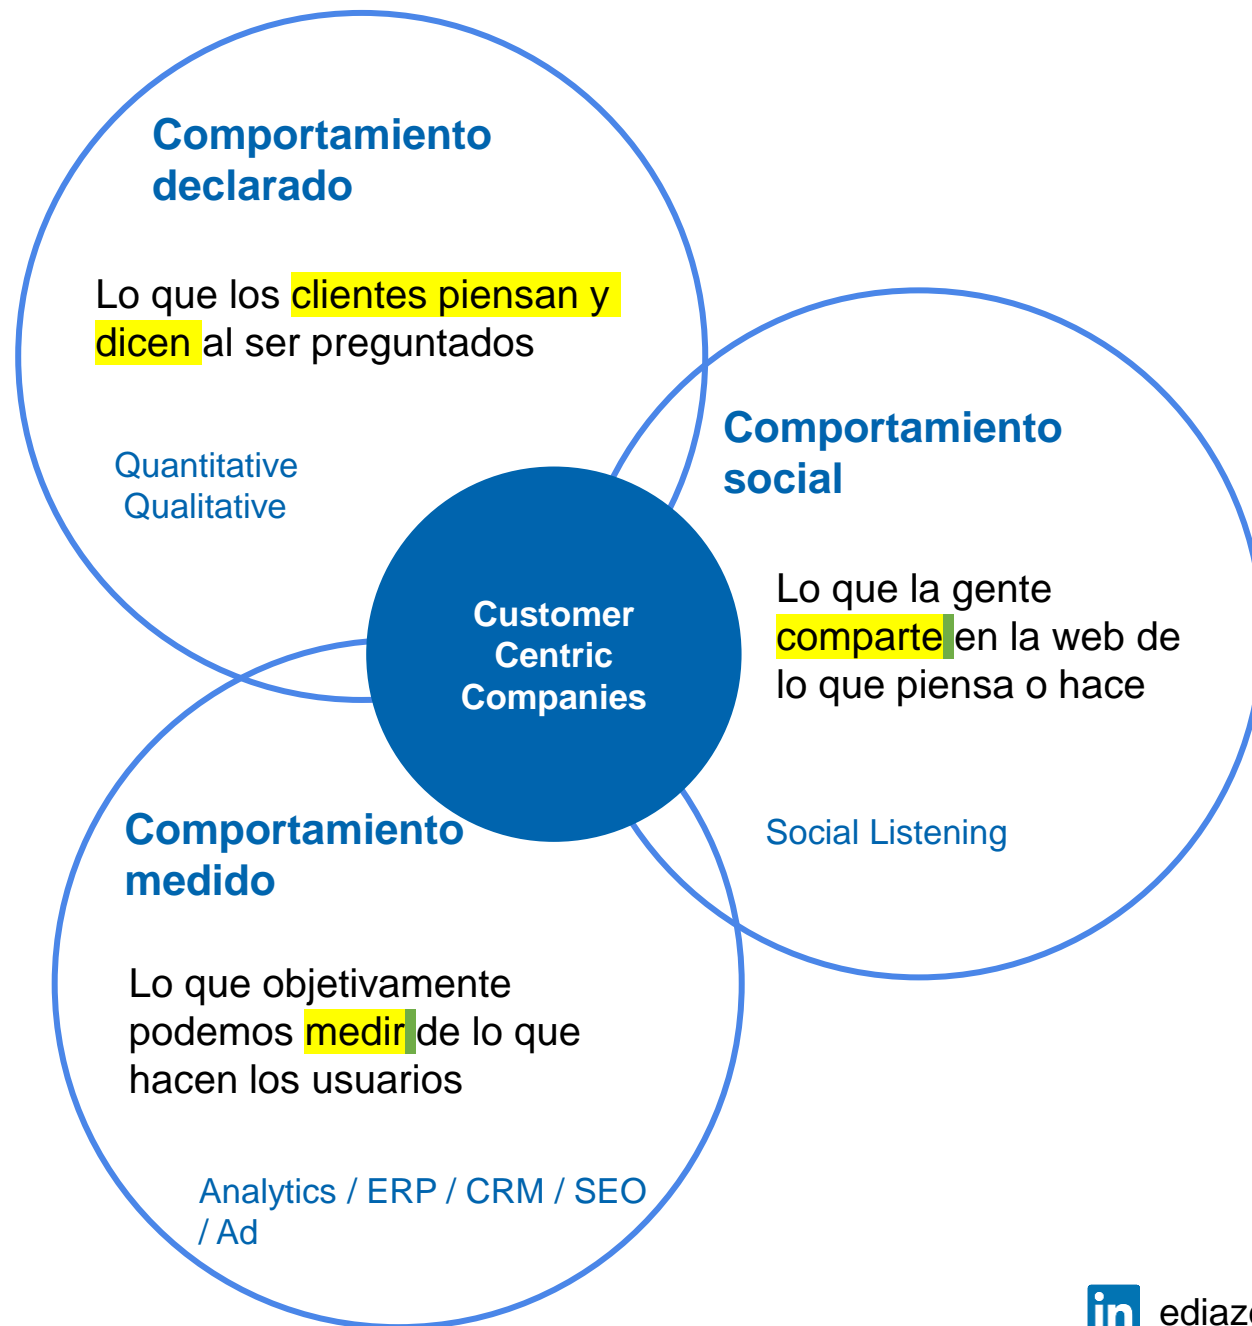 Comportamiento
declarado
Lo que los clientes piensan y
dicen al ser preguntados
Quantitative
Qualitative
Comportamiento
social
Lo que la gente
comparte en la web de
lo que piensa o hace
Social Listening
Customer
Centric
Companies
Comportamiento
medido
Lo que objetivamente
podemos medir de lo que
hacen los usuarios
Analytics / ERP / CRM / SEO
/ Ad
in